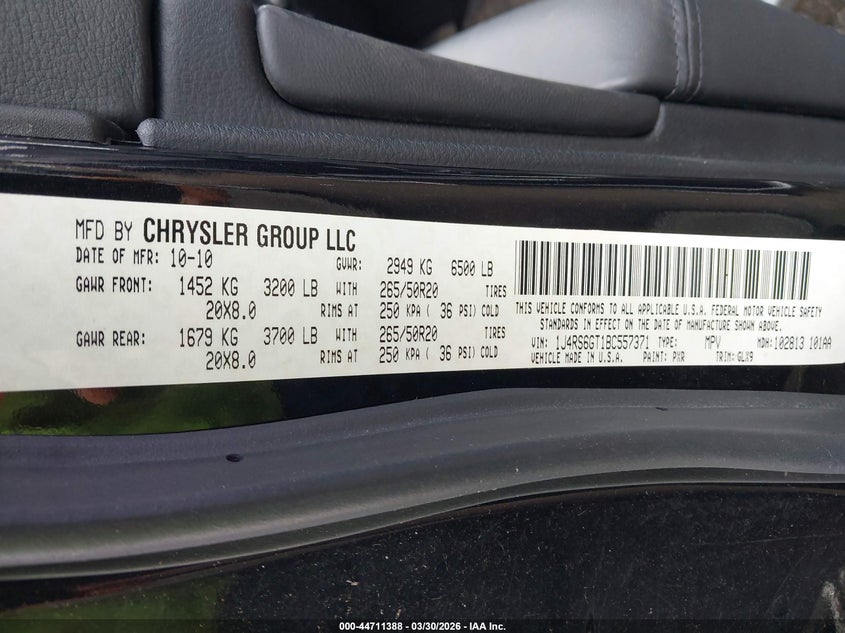 MFD BY CHRYSLER GROUP LLC
DATE OF MFR: 10-10 GVWR: 2949 KG 6500 LB
GAWR FRONT: 1452 KG 3200 LB WITH 265/50R20 TIRES
20X8.0 RIMS AT 250 KPA ( 36 PSI) COLD
GAWR REAR: 1679 KG 3700 LB WITH 265/50R20 TIRES
20X8.0 RIMS AT 250 KPA ( 36 PSI) COLD
THIS VEHICLE CONFORMS TO ALL APPLICABLE U.S.A. FEDERAL MOTOR VEHICLE SAFETY
STANDARDS IN EFFECT ON THE DATE OF MANUFACTURE SHOWN ABOVE.
VIN: 1J4RS6GT1BC557371 TYPE: MPV MDH: 102813 101AA
VEHICLE MADE IN U.S.A. PAINT: PXR TRIM: GLX9
000-44711388 | 03/30/2026 | IAA Inc.